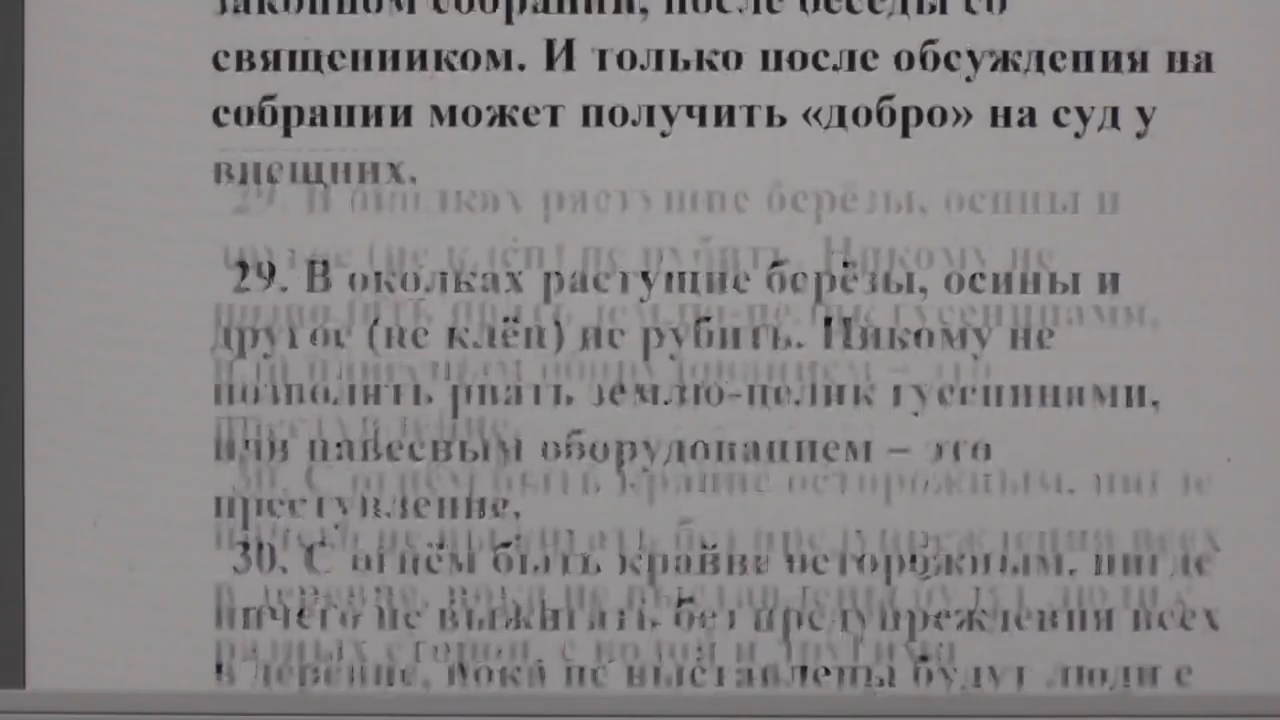 законном собрании, после беседы со
священником. И только после обсуждения на
собрании может получить «добро» на суд у
внешних.
29. В околках растущие берёзы, осины и
другое (не клён) не рубить. Никому не
позволять рвать землю-целик гусеницами,
или навесным оборудованием – это
преступление.
30. С огнём быть крайне осторожным, нигде
ничего не выжигать без предупреждения всех
в деревне, пока не выставлены будут люди с